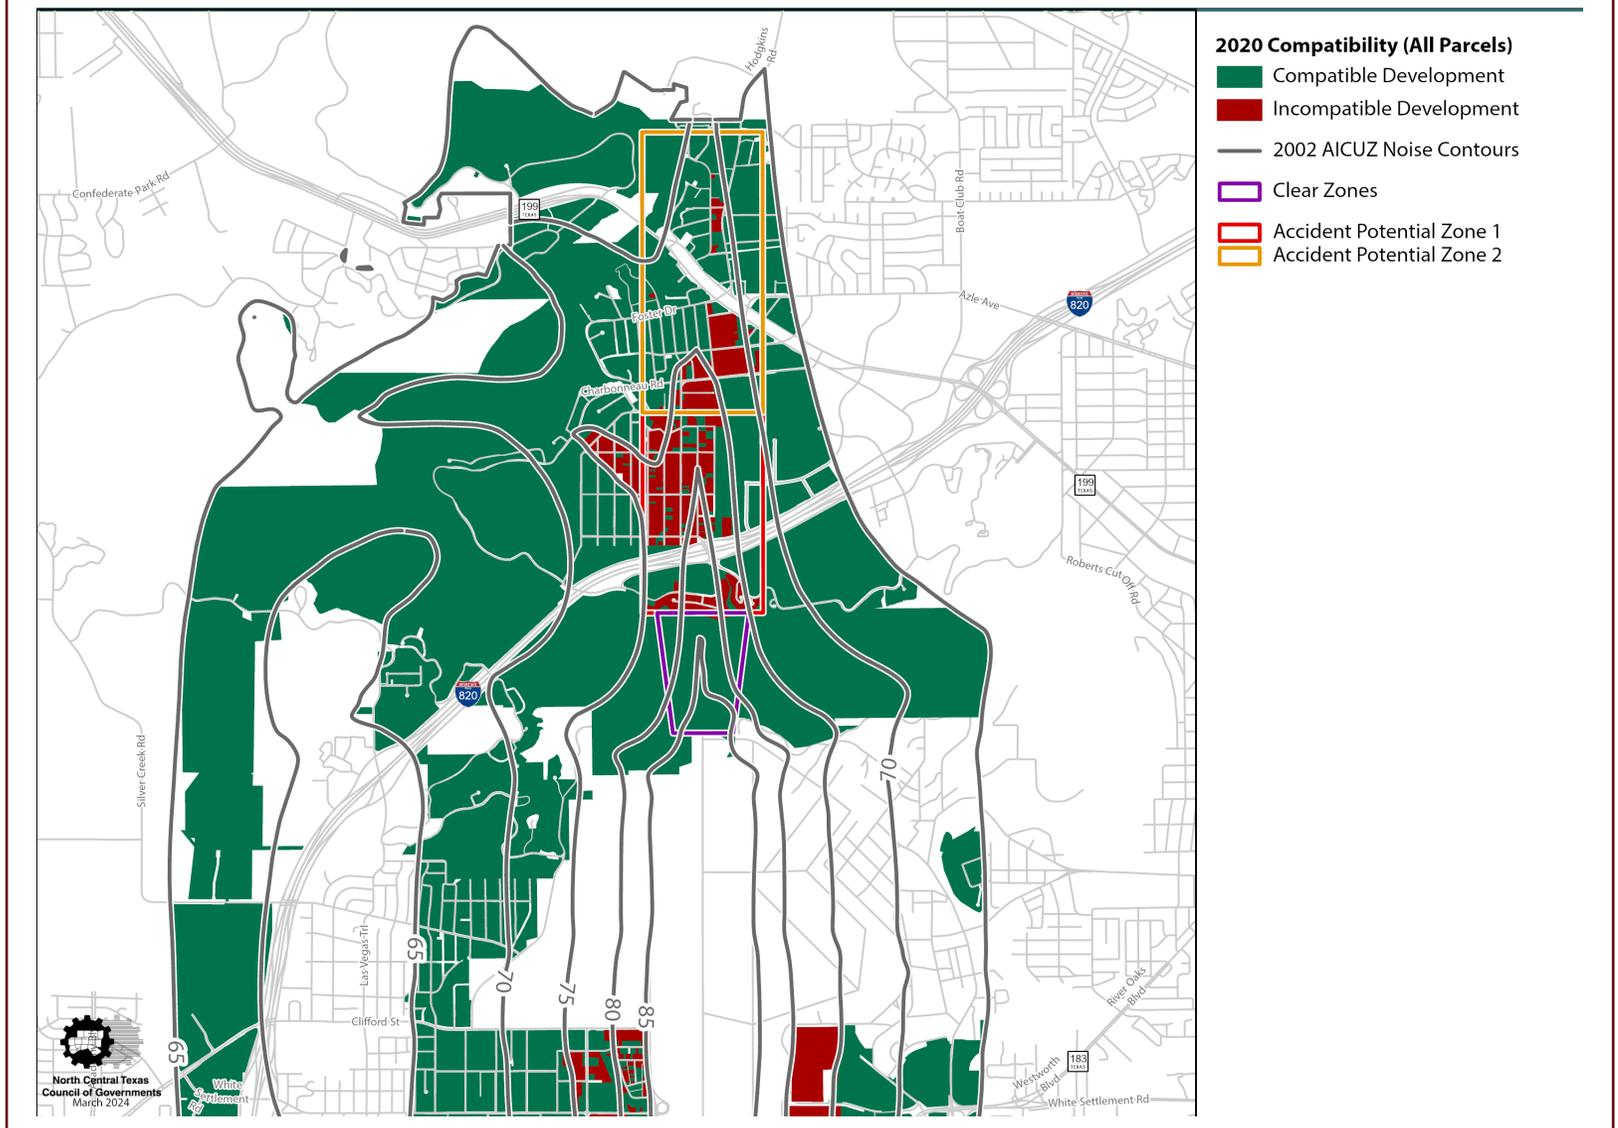 2020 Compatibility (All Parcels)
Compatible Development
Incompatible Development
2002 AICUZ Noise Contours
Clear Zones
Accident Potential Zone 1
Accident Potential Zone 2
Hodgkins
Rd
Confederate Park Rd
199
TEXAS
Boat Club Rd
Azle Ave
820
Foster Dr
Charbonneau Rd
199
TEXAS
Roberts Cut Off Rd
820
Silver Creek Rd
70
Las Vegas Trl
65
70
75
80
85
River Oaks
Blvd
Clifford St
65
183
TEXAS
Westworth
Blvd
White Settlement Rd
White
Settlement
Rd
North Central Texas
Council of Governments
March 2024